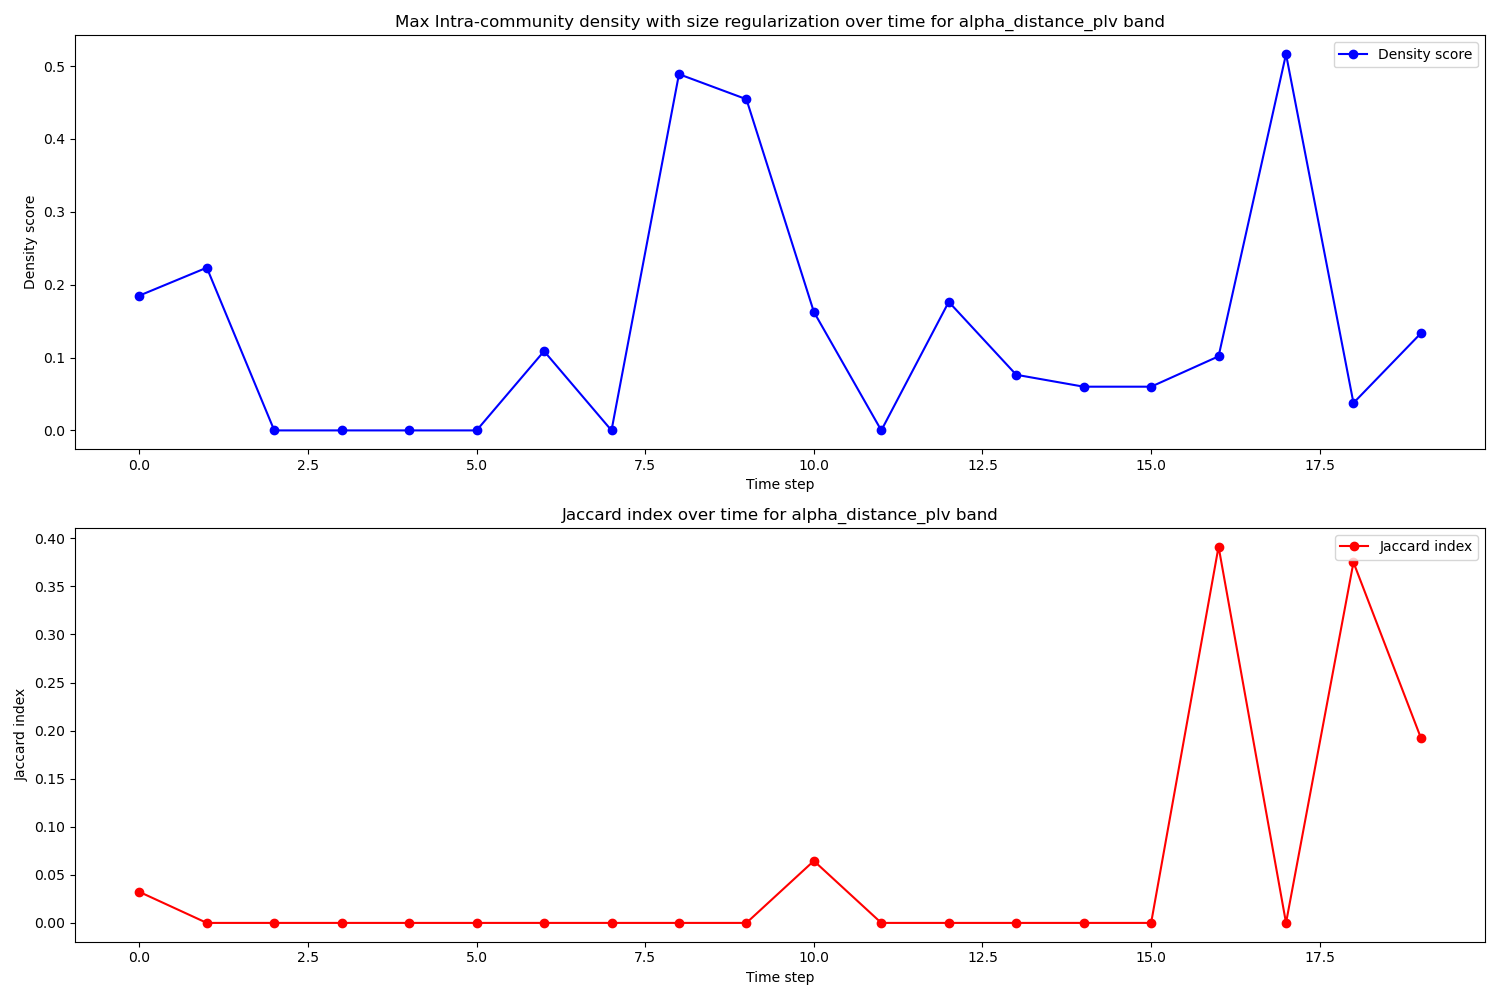 Max Intra-community density with size regularization over time for alpha_distance_plv band
Density score
0.5
0.4
0.3
0.2
0.1
0.0
Density score
0.0 2.5 5.0 7.5 10.0 12.5 15.0 17.5
Time step
Jaccard index over time for alpha_distance_plv band
Jaccard index
0.40
0.35
0.30
0.25
0.20
0.15
0.10
0.05
0.00
Jaccard index
0.0 2.5 5.0 7.5 10.0 12.5 15.0 17.5
Time step